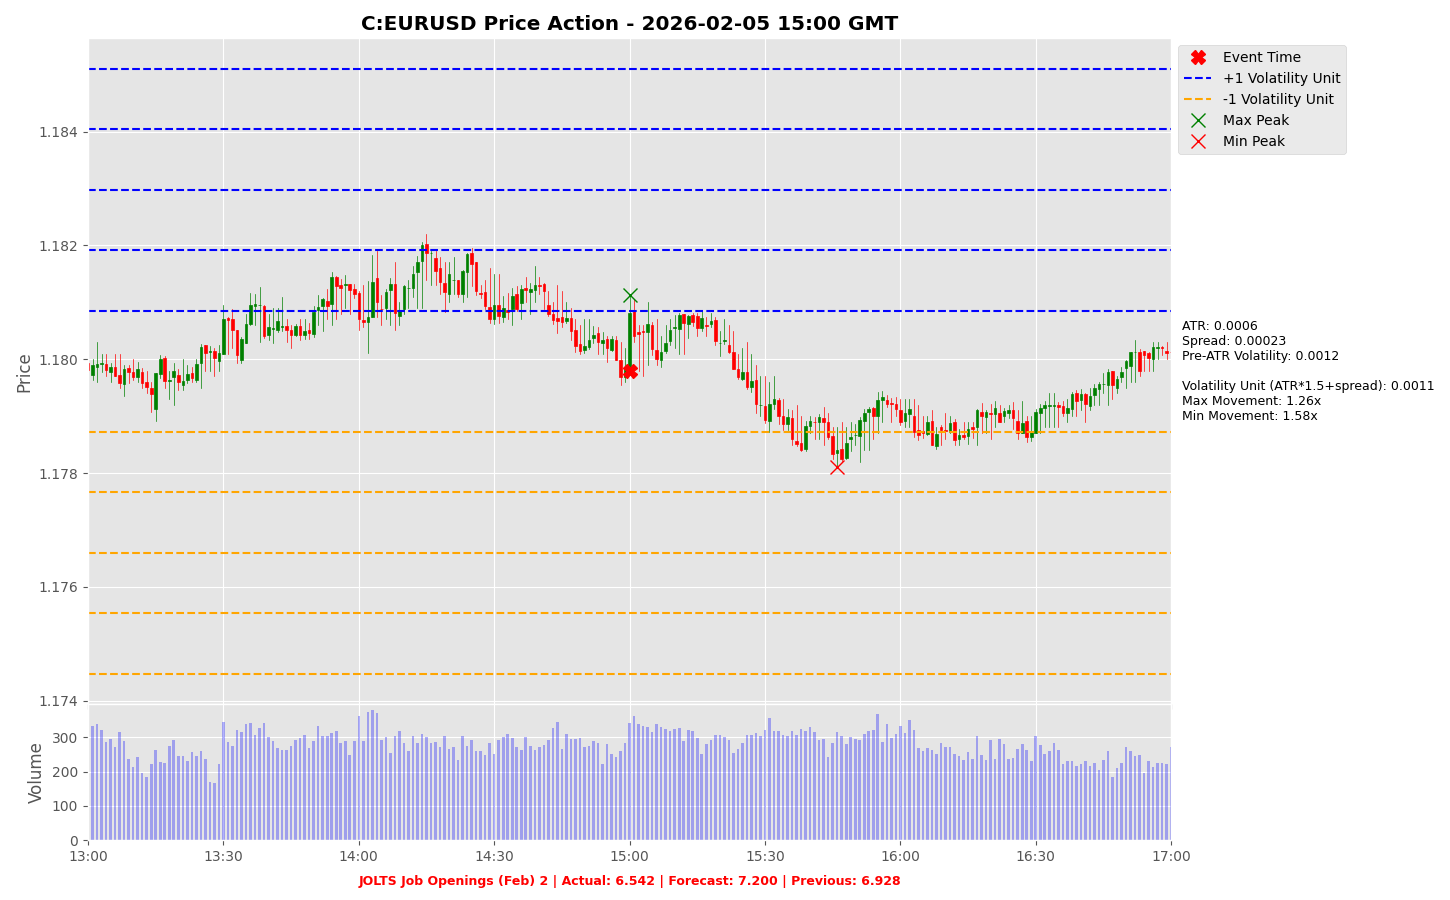 C:EURUSD Price Action - 2026-02-05 15:00 GMT
Event Time
+1 Volatility Unit
-1 Volatility Unit
Max Peak
Min Peak
Price
1.184
1.182
1.180
1.178
1.176
1.174
ATR: 0.0006
Spread: 0.00023
Pre-ATR Volatility: 0.0012
Volatility Unit (ATR*1.5+spread): 0.0011
Max Movement: 1.26x
Min Movement: 1.58x
Volume
300
200
100
0
13:00 13:30 14:00 14:30 15:00 15:30 16:00 16:30 17:00
JOLTS Job Openings (Feb) 2 | Actual: 6.542 | Forecast: 7.200 | Previous: 6.928